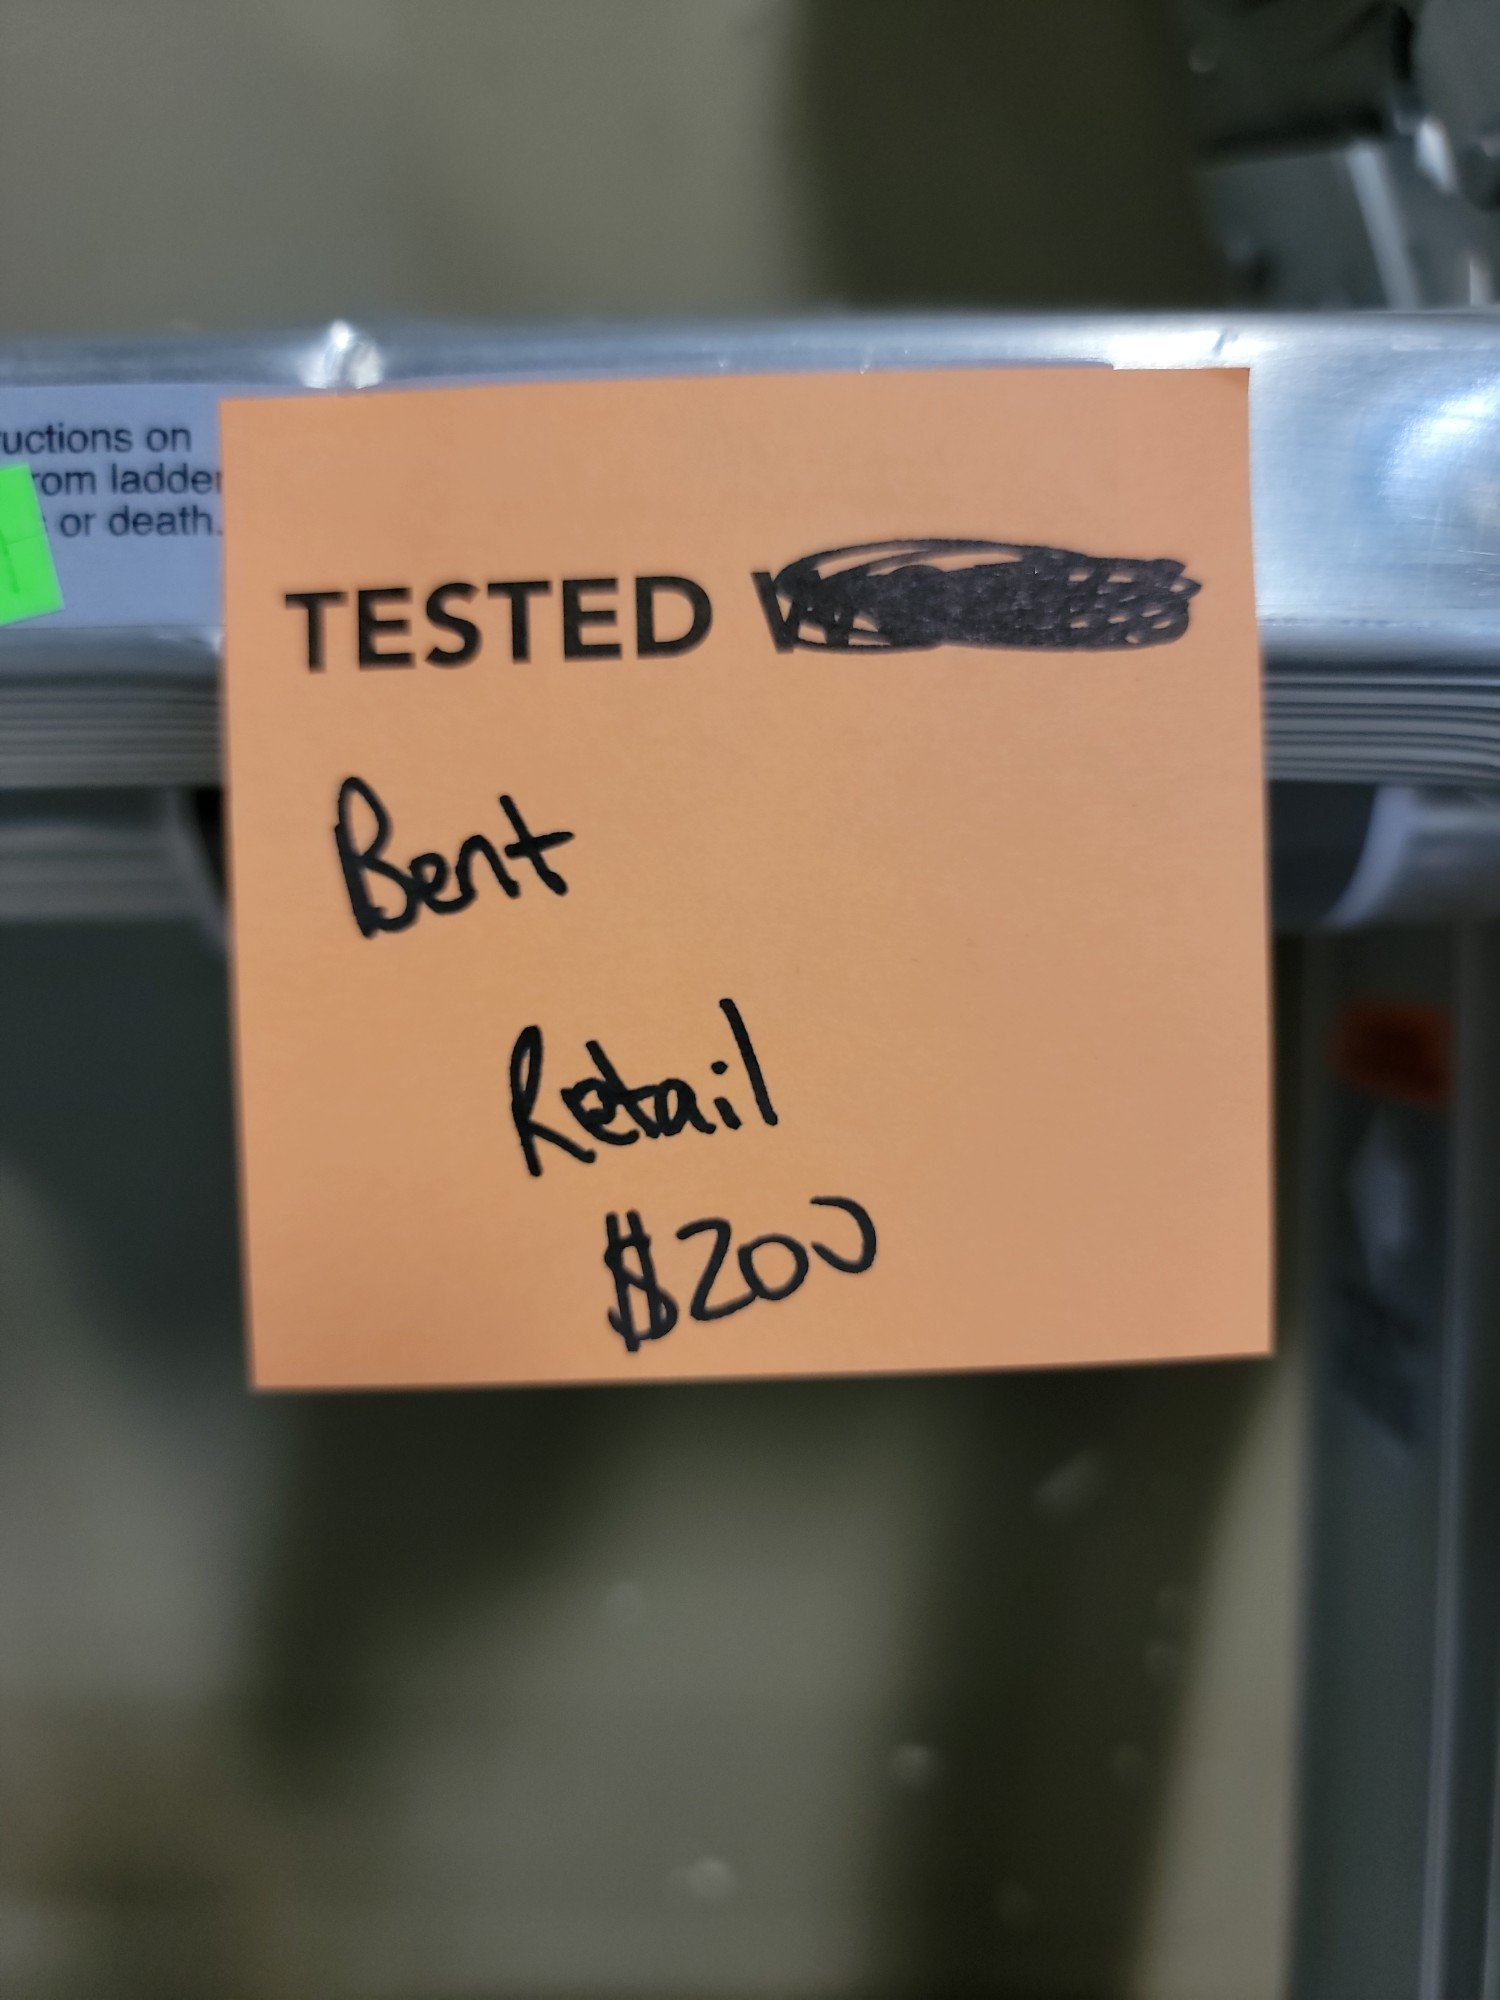 uctions on
rom ladder
or death.
TESTED
Bent
Retail
$200